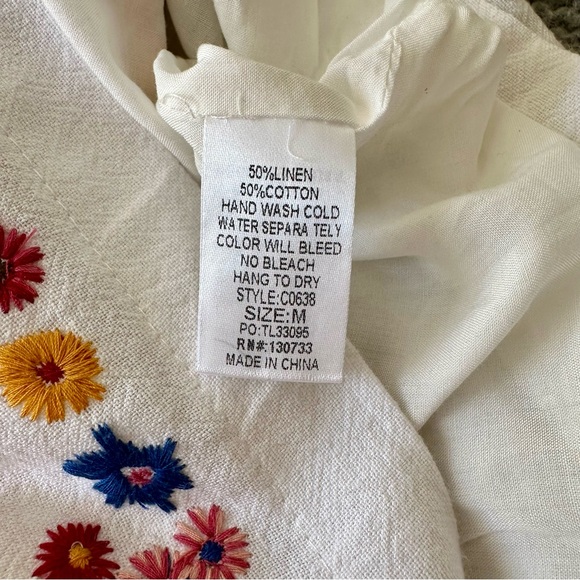 50%LINEN
50%COTTON
HAND WASH COLD
WATER SEPARA TELY
COLOR WILL BLEED
NO BLEACH
HANG TO DRY
STYLE:C0638
SIZE:M
PO:TL33095
RN#:130733
MADE IN CHINA